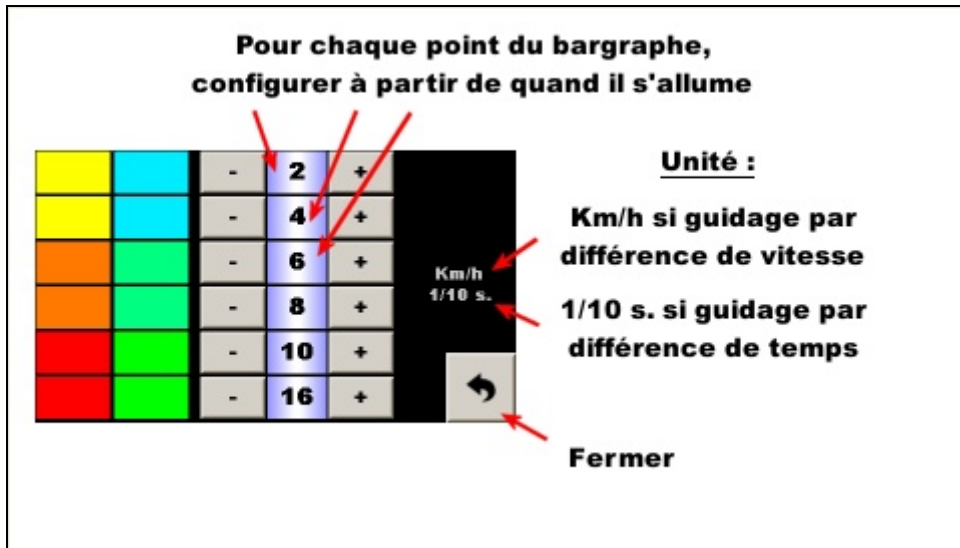 Pour chaque point du bargraphe,
configurer à partir de quand il s'allume
- 2 +
- 4 +
- 6 +
- 8 +
- 10 +
- 16 +
Km/h
1/10 s.
Unité :
Km/h si guidage par
différence de vitesse
1/10 s. si guidage par
différence de temps
Fermer